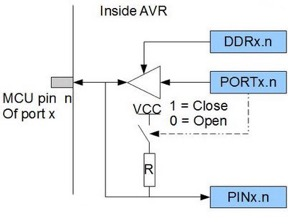 Inside AVR
DDRx.n
MCU pin n
Of port x
PORTx.n
VCC
1 = Close
0 = Open
R
PINx.n